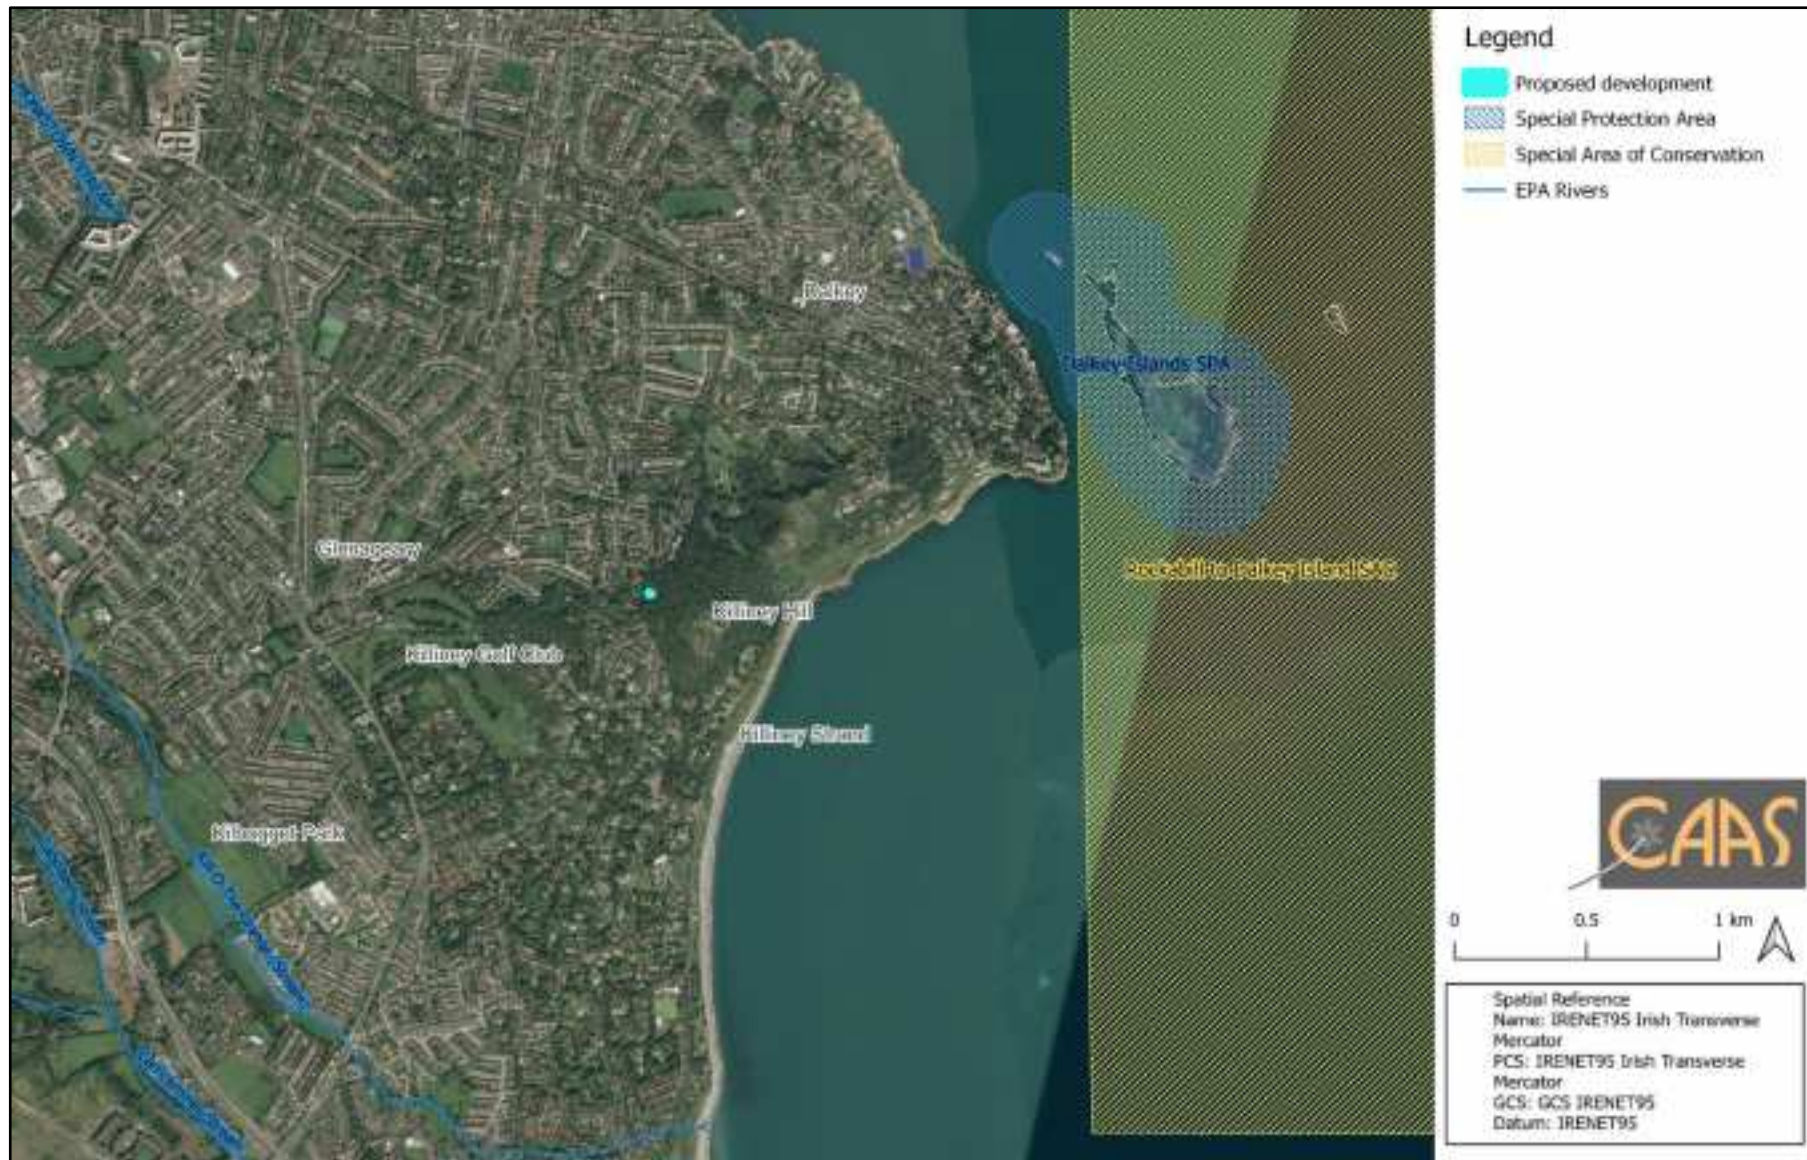 Legend
Proposed development
Special Protection Area
Special Area of Conservation
EPA Rivers
Dalkey
Dalkey Islands SPA
Glenageary
Rockabill to Dalkey Island SAC
Killiney Hill
Killiney Golf Club
Killiney Strand
Kilbogget Park
CAAS
0 0.5 1 km
Spatial Reference
Name: IRENET95 Irish Transverse
Mercator
PCS: IRENET95 Irish Transverse
Mercator
GCS: GCS IRENET95
Datum: IRENET95